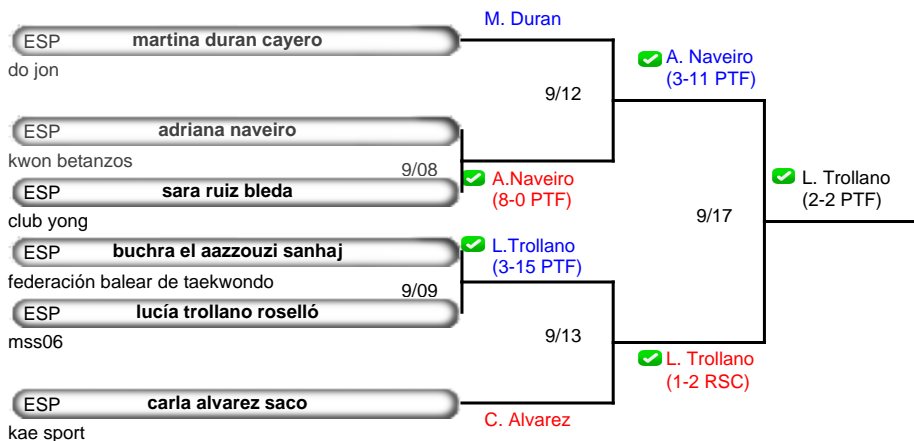 M. Duran
ESP martina duran cayero
do jon
9/12
A. Naveiro
(3-11 PTF)
ESP adriana naveiro
kwon betanzos
9/08
A.Naveiro
(8-0 PTF)
ESP sara ruiz bleda
club yong
9/17
L. Trollano
(2-2 PTF)
ESP buchra el aazzouzi sanhaj
federación balear de taekwondo
L.Trollano
(3-15 PTF)
9/09
ESP lucía trollano roselló
mss06
9/13
L. Trollano
(1-2 RSC)
ESP carla alvarez saco
kae sport
C. Alvarez